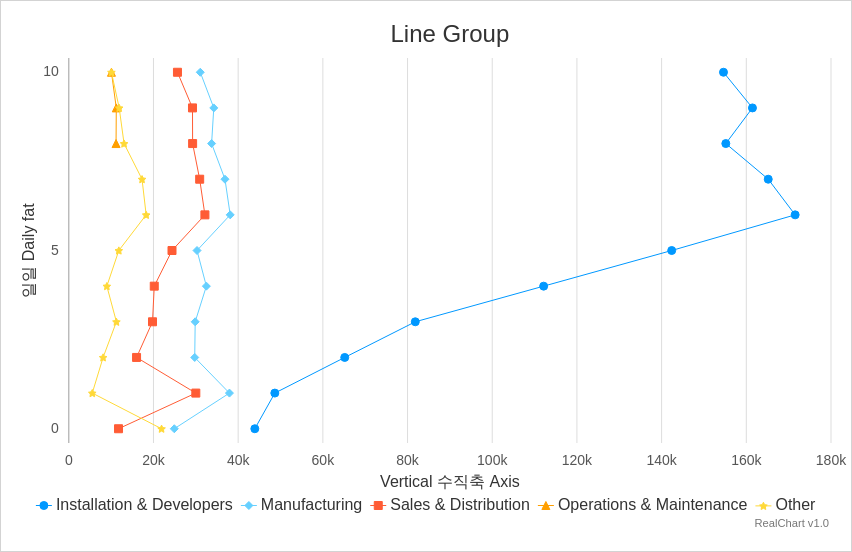 Line Group
10
5
0
일일 Daily fat
0 20k 40k 60k 80k 100k 120k 140k 160k 180k
Vertical 수직축 Axis
Installation & Developers Manufacturing Sales & Distribution Operations & Maintenance Other
RealChart v1.0